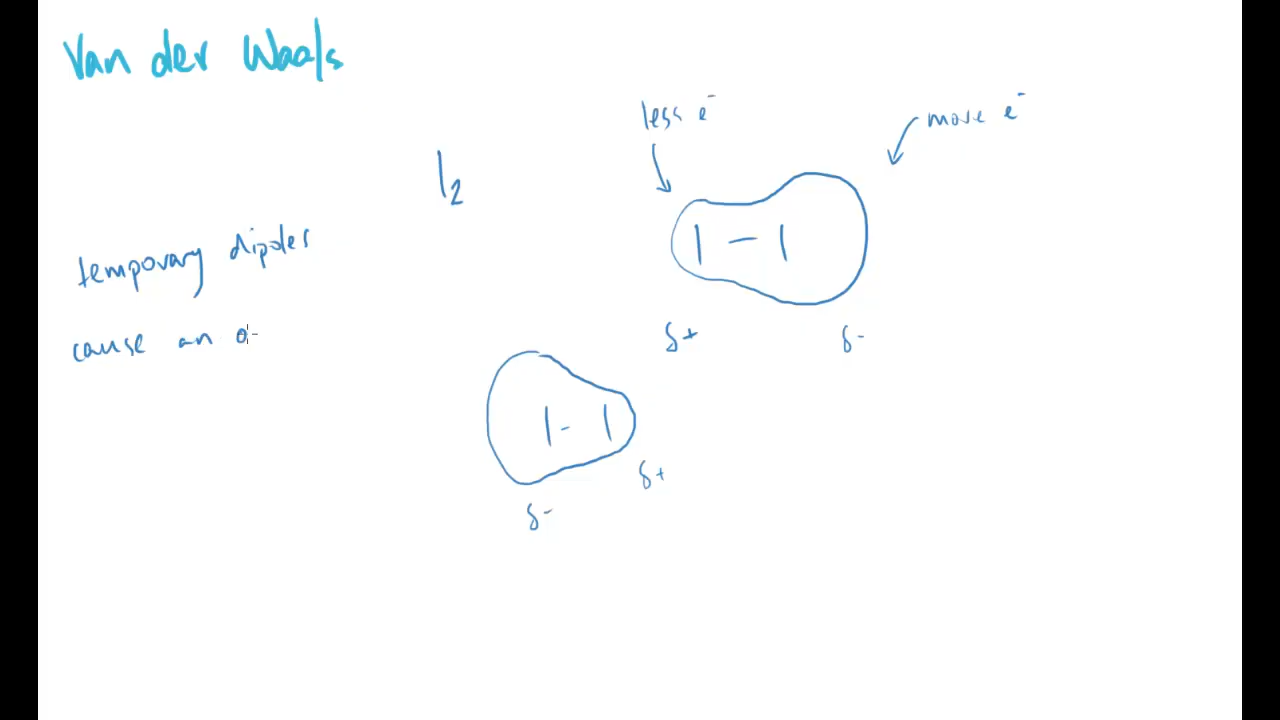 Van der Waals
less e⁻
more e⁻
I₂
temporary dipoles
I – I
cause an
δ+
δ-
I - I
δ+
δ-